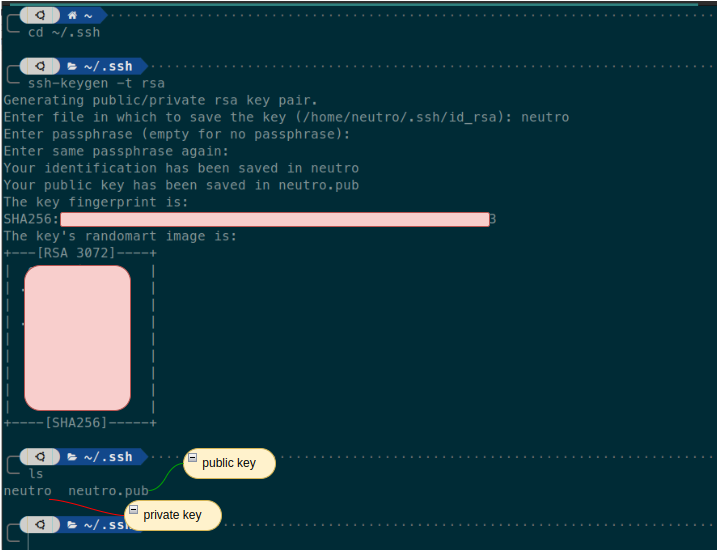 ~
cd ~/.ssh
~/.ssh
ssh-keygen -t rsa
Generating public/private rsa key pair.
Enter file in which to save the key (/home/neutro/.ssh/id_rsa): neutro
Enter passphrase (empty for no passphrase):
Enter same passphrase again:
Your identification has been saved in neutro
Your public key has been saved in neutro.pub
The key fingerprint is:
SHA256: 3
The key's randomart image is:
+---[RSA 3072]----+
+----[SHA256]-----+
~/.ssh
ls
public key
neutro neutro.pub
private key
~/.ssh